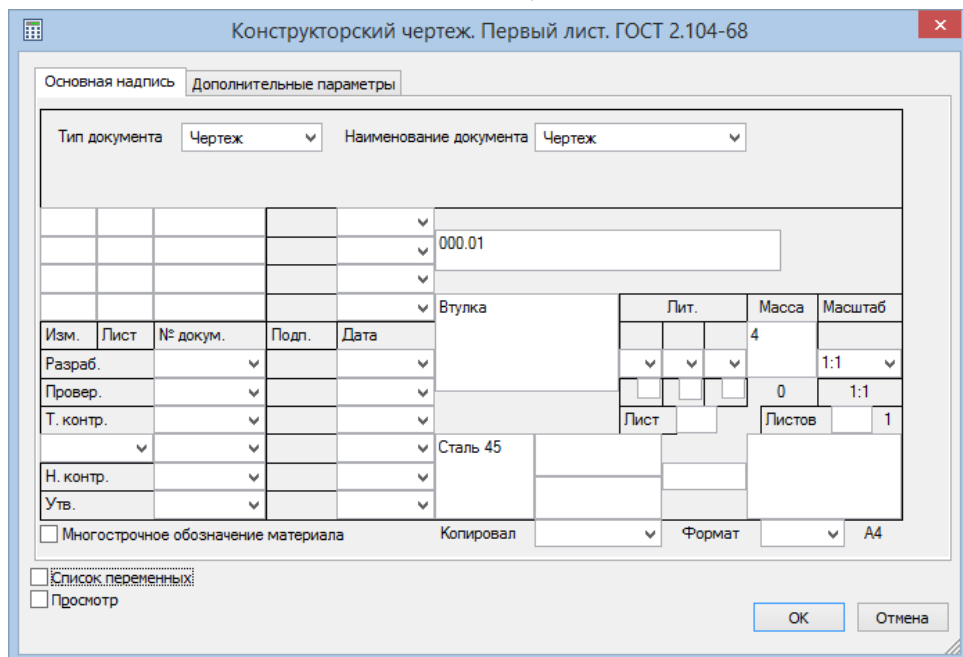 Конструкторский чертеж. Первый лист. ГОСТ 2.104-68
Основная надпись Дополнительные параметры
Тип документа Чертеж Наименование документа Чертеж
000.01
Втулка Лит. Масса Масштаб
Изм. Лист № докум. Подп. Дата 4
Разраб. 1:1
Провер. 0 1:1
Т. контр. Лист Листов 1
Сталь 45
Н. контр.
Утв.
Многострочное обозначение материала Копировал Формат А4
Список переменных
Просмотр
ОК Отмена